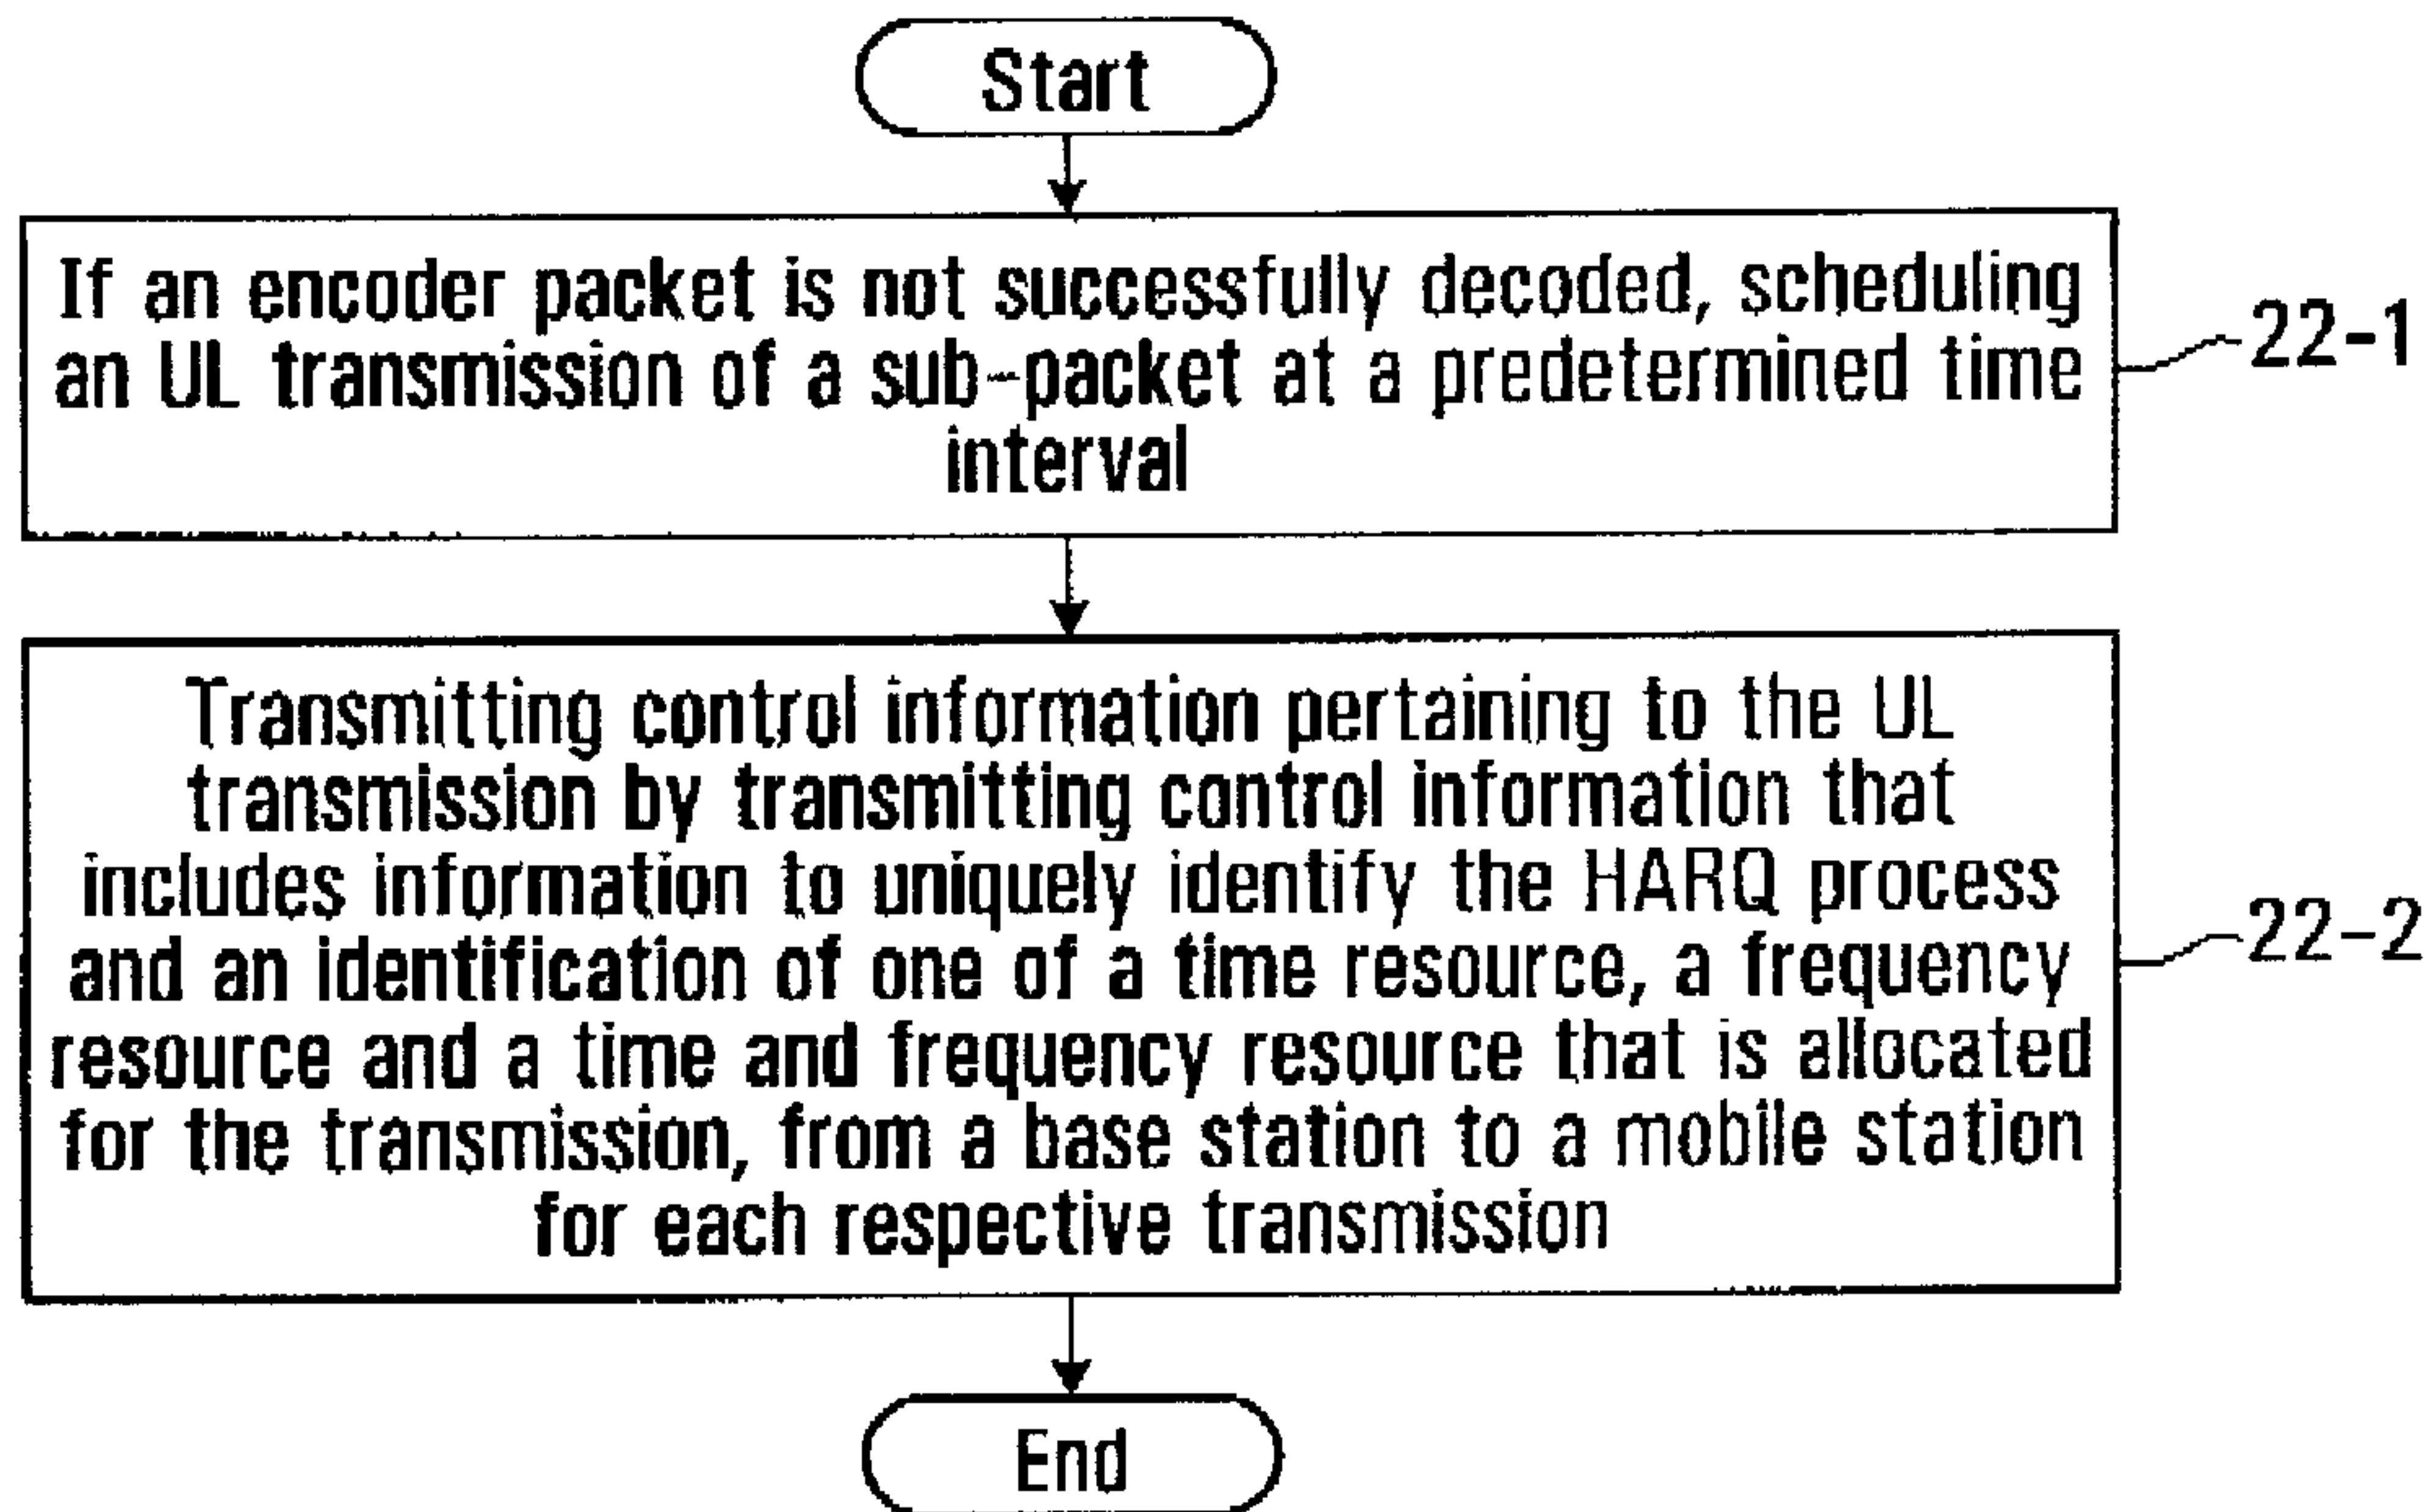 Start
If an encoder packet is not successfully decoded, scheduling
an UL transmission of a sub-packet at a predetermined time
interval
22-1
Transmitting control information pertaining to the UL
transmission by transmitting control information that
includes information to uniquely identify the HARQ process
and an identification of one of a time resource, a frequency
resource and a time and frequency resource that is allocated
for the transmission, from a base station to a mobile station
for each respective transmission
22-2
End